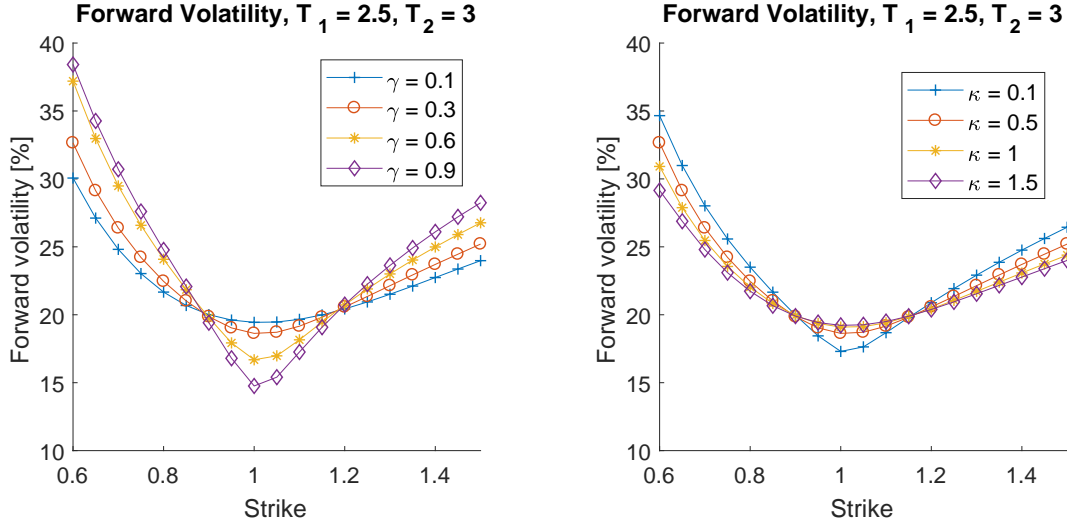 Forward Volatility, T 1 = 2.5, T 2 = 3
Forward volatility [%]
40
35
30
25
20
15
10
0.6
0.8
1
1.2
1.4
Strike
γ = 0.1
γ = 0.3
γ = 0.6
γ = 0.9
Forward Volatility, T 1 = 2.5, T 2 = 3
Forward volatility [%]
40
35
30
25
20
15
10
0.6
0.8
1
1.2
1.4
Strike
κ = 0.1
κ = 0.5
κ = 1
κ = 1.5